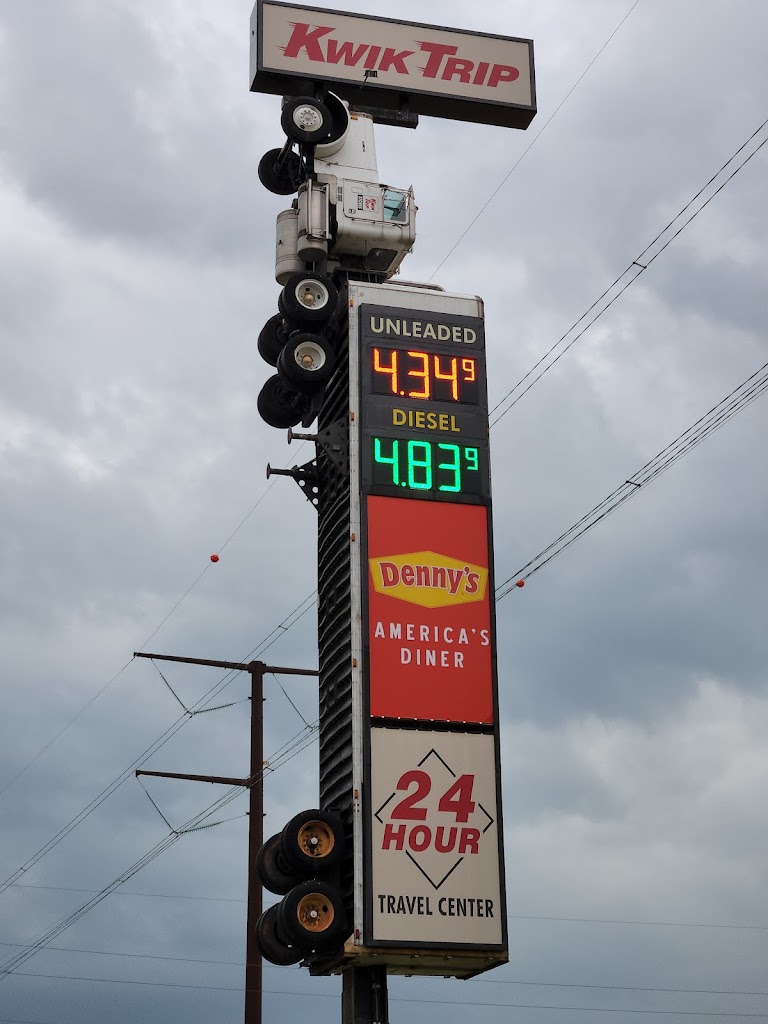 KWIK TRIP
UNLEADED
4.34⁹
DIESEL
4.83⁹
Denny's
AMERICA'S
DINER
24
HOUR
TRAVEL CENTER